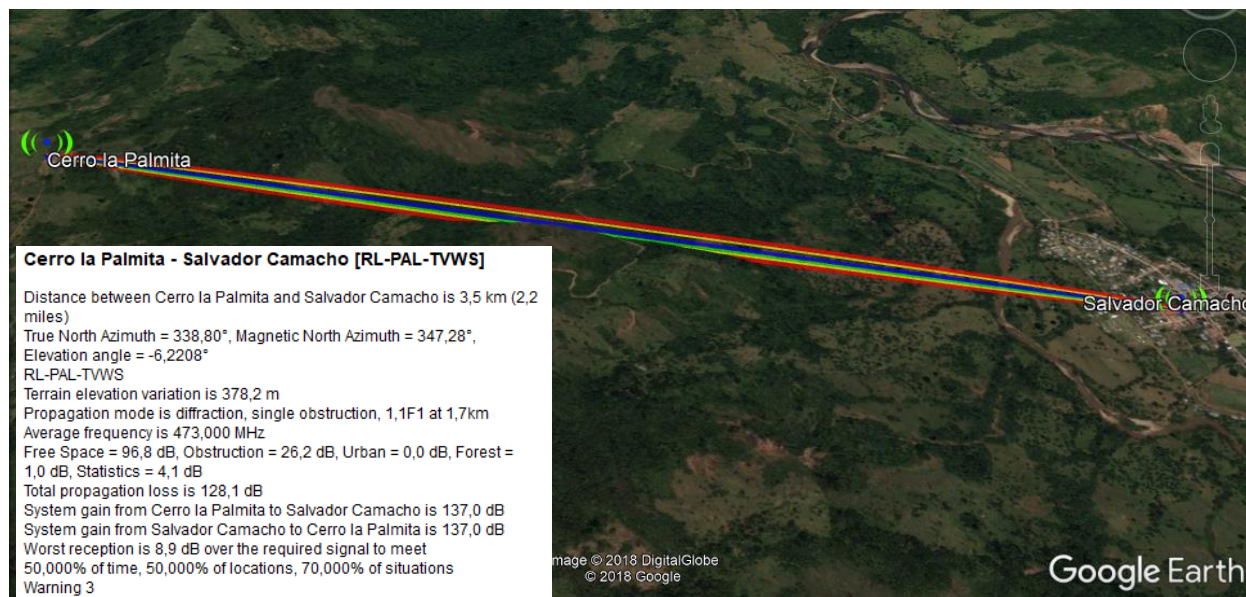 Cerro la Palmita
Salvador Camacho
Cerro la Palmita - Salvador Camacho [RL-PAL-TVWS]
Distance between Cerro la Palmita and Salvador Camacho is 3,5 km (2,2
miles)
True North Azimuth = 338,80°, Magnetic North Azimuth = 347,28°,
Elevation angle = -6,2208°
RL-PAL-TVWS
Terrain elevation variation is 378,2 m
Propagation mode is diffraction, single obstruction, 1,1F1 at 1,7km
Average frequency is 473,000 MHz
Free Space = 96,8 dB, Obstruction = 26,2 dB, Urban = 0,0 dB, Forest =
1,0 dB, Statistics = 4,1 dB
Total propagation loss is 128,1 dB
System gain from Cerro la Palmita to Salvador Camacho is 137,0 dB
System gain from Salvador Camacho to Cerro la Palmita is 137,0 dB
Worst reception is 8,9 dB over the required signal to meet
50,000% of time, 50,000% of locations, 70,000% of situations
Warning 3
mage © 2018 DigitalGlobe
© 2018 Google
Google Earth